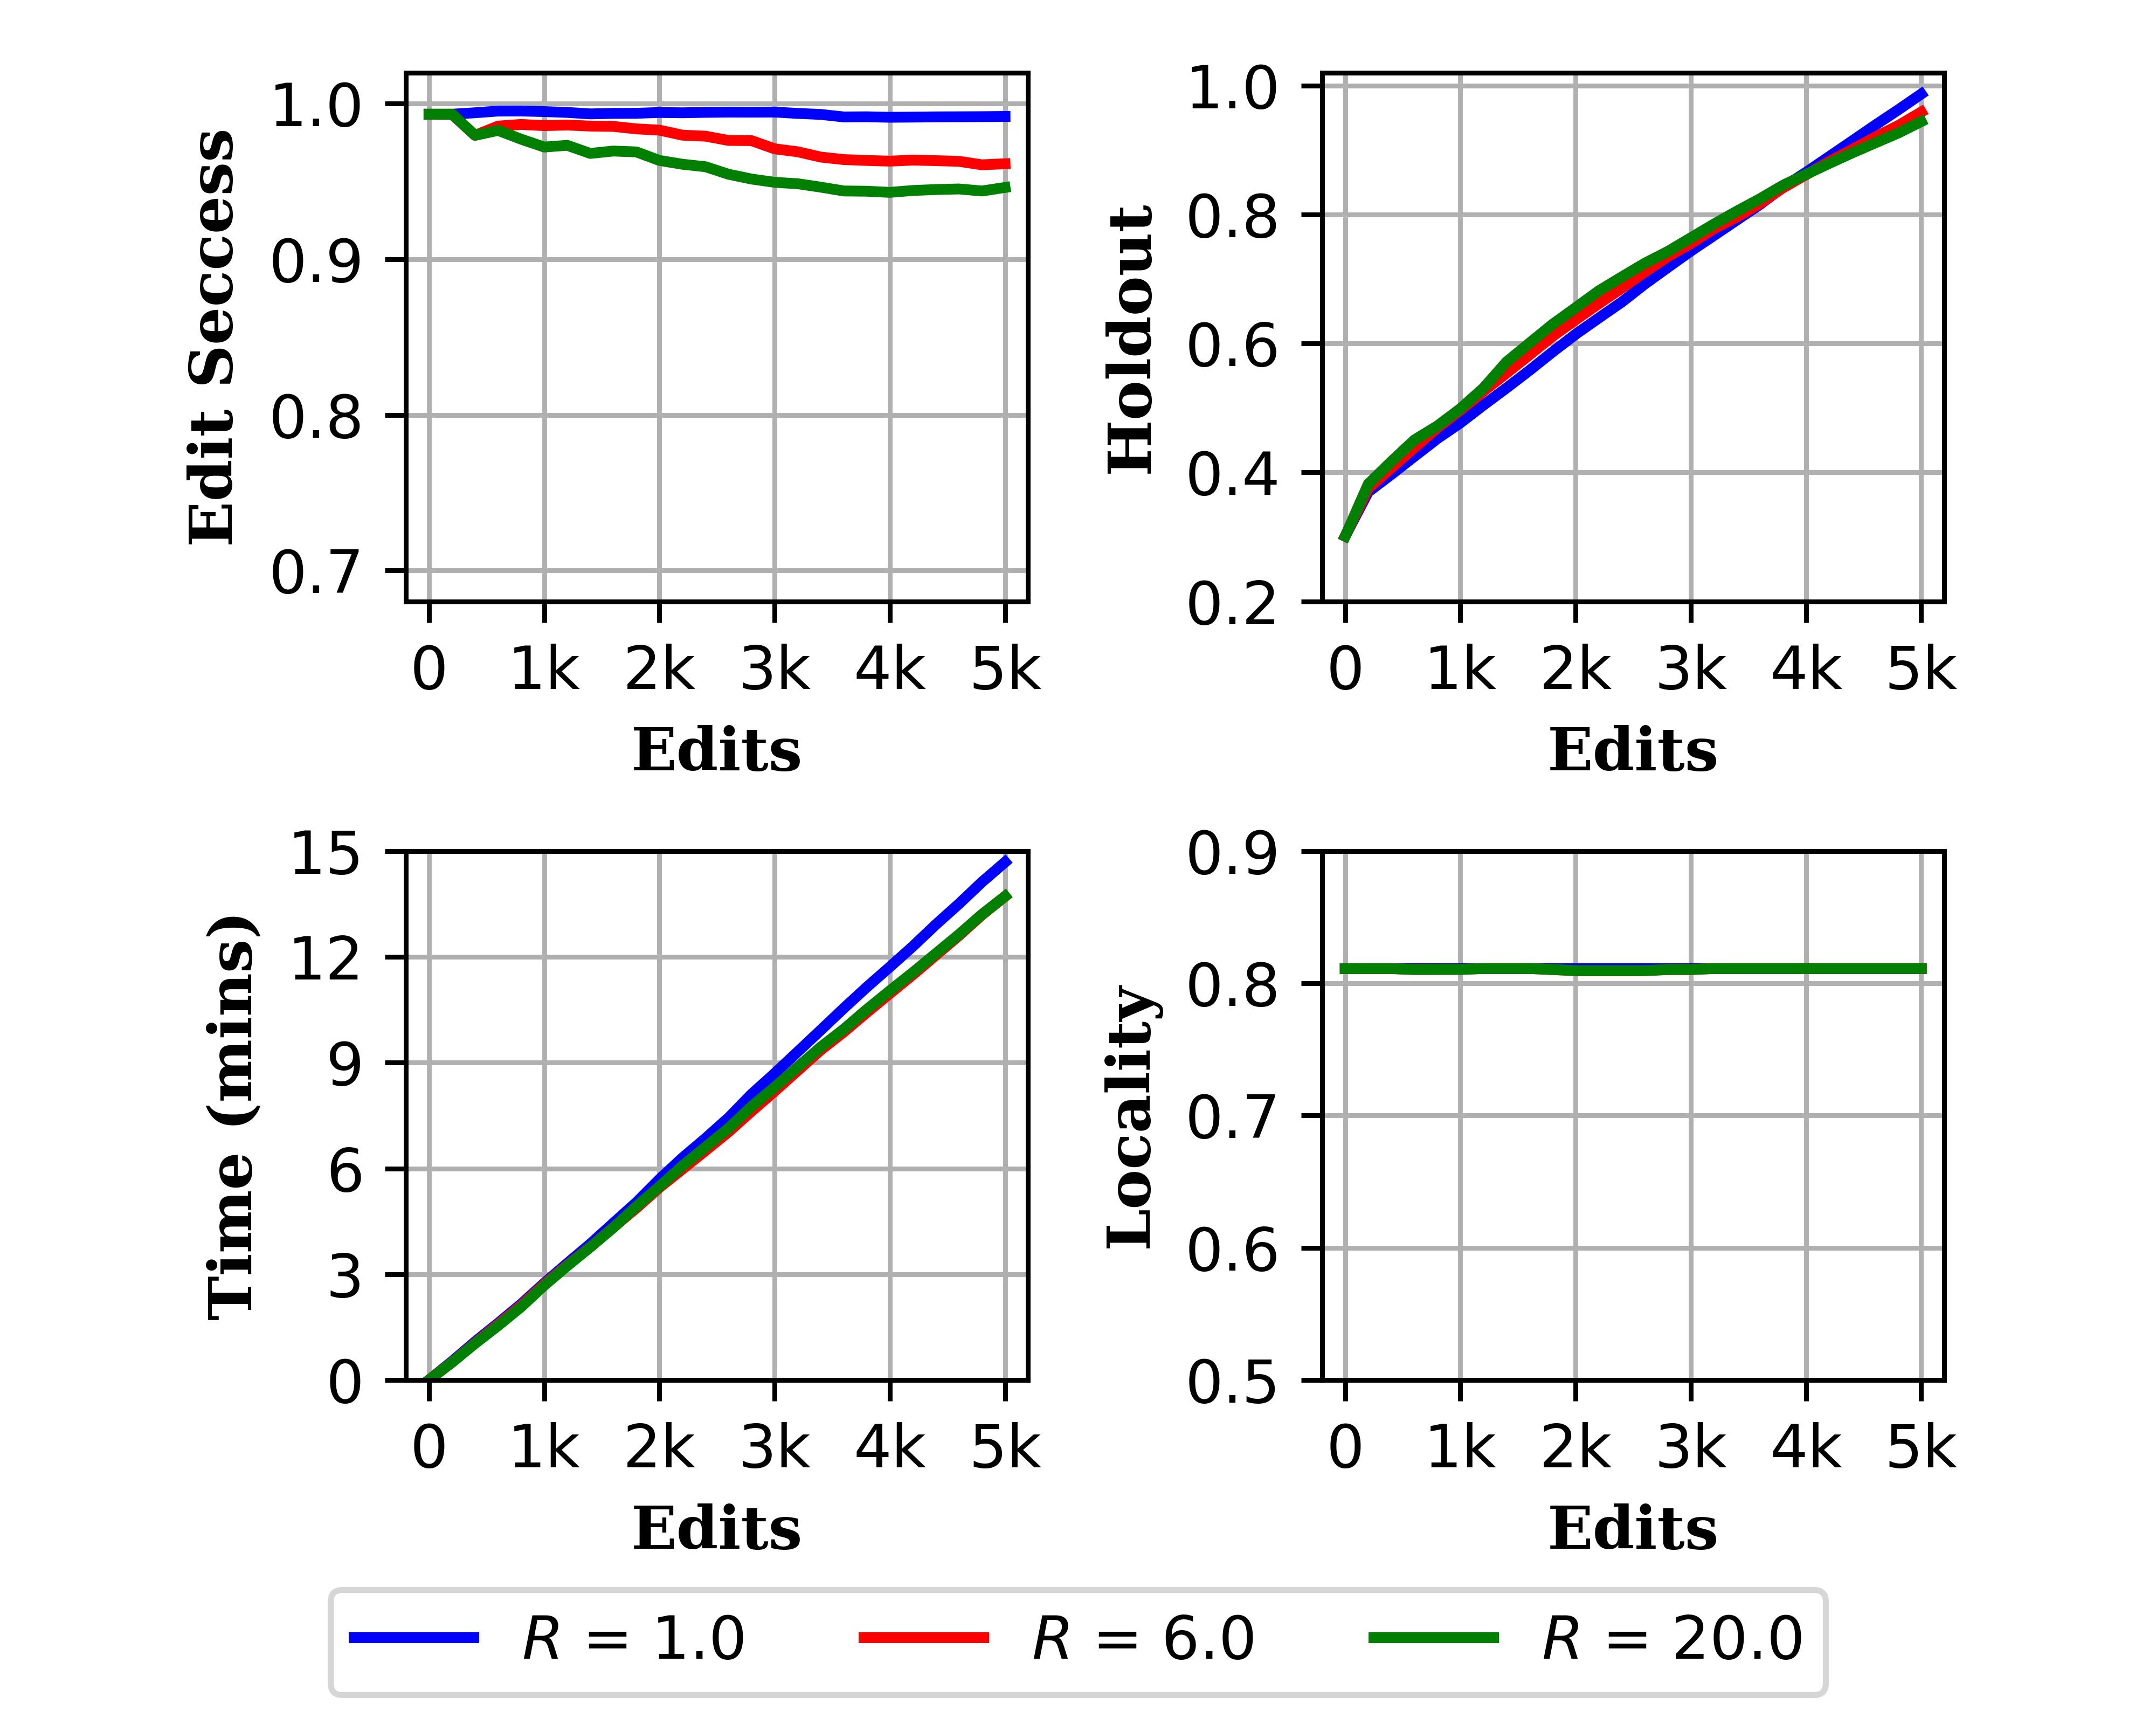 Edit Seccess
1.0
0.9
0.8
0.7
0 1k 2k 3k 4k 5k
Edits
Holdout
1.0
0.8
0.6
0.4
0.2
0 1k 2k 3k 4k 5k
Edits
Time (mins)
15
12
9
6
3
0
0 1k 2k 3k 4k 5k
Edits
Locality
0.9
0.8
0.7
0.6
0.5
0 1k 2k 3k 4k 5k
Edits
R = 1.0 R = 6.0 R = 20.0